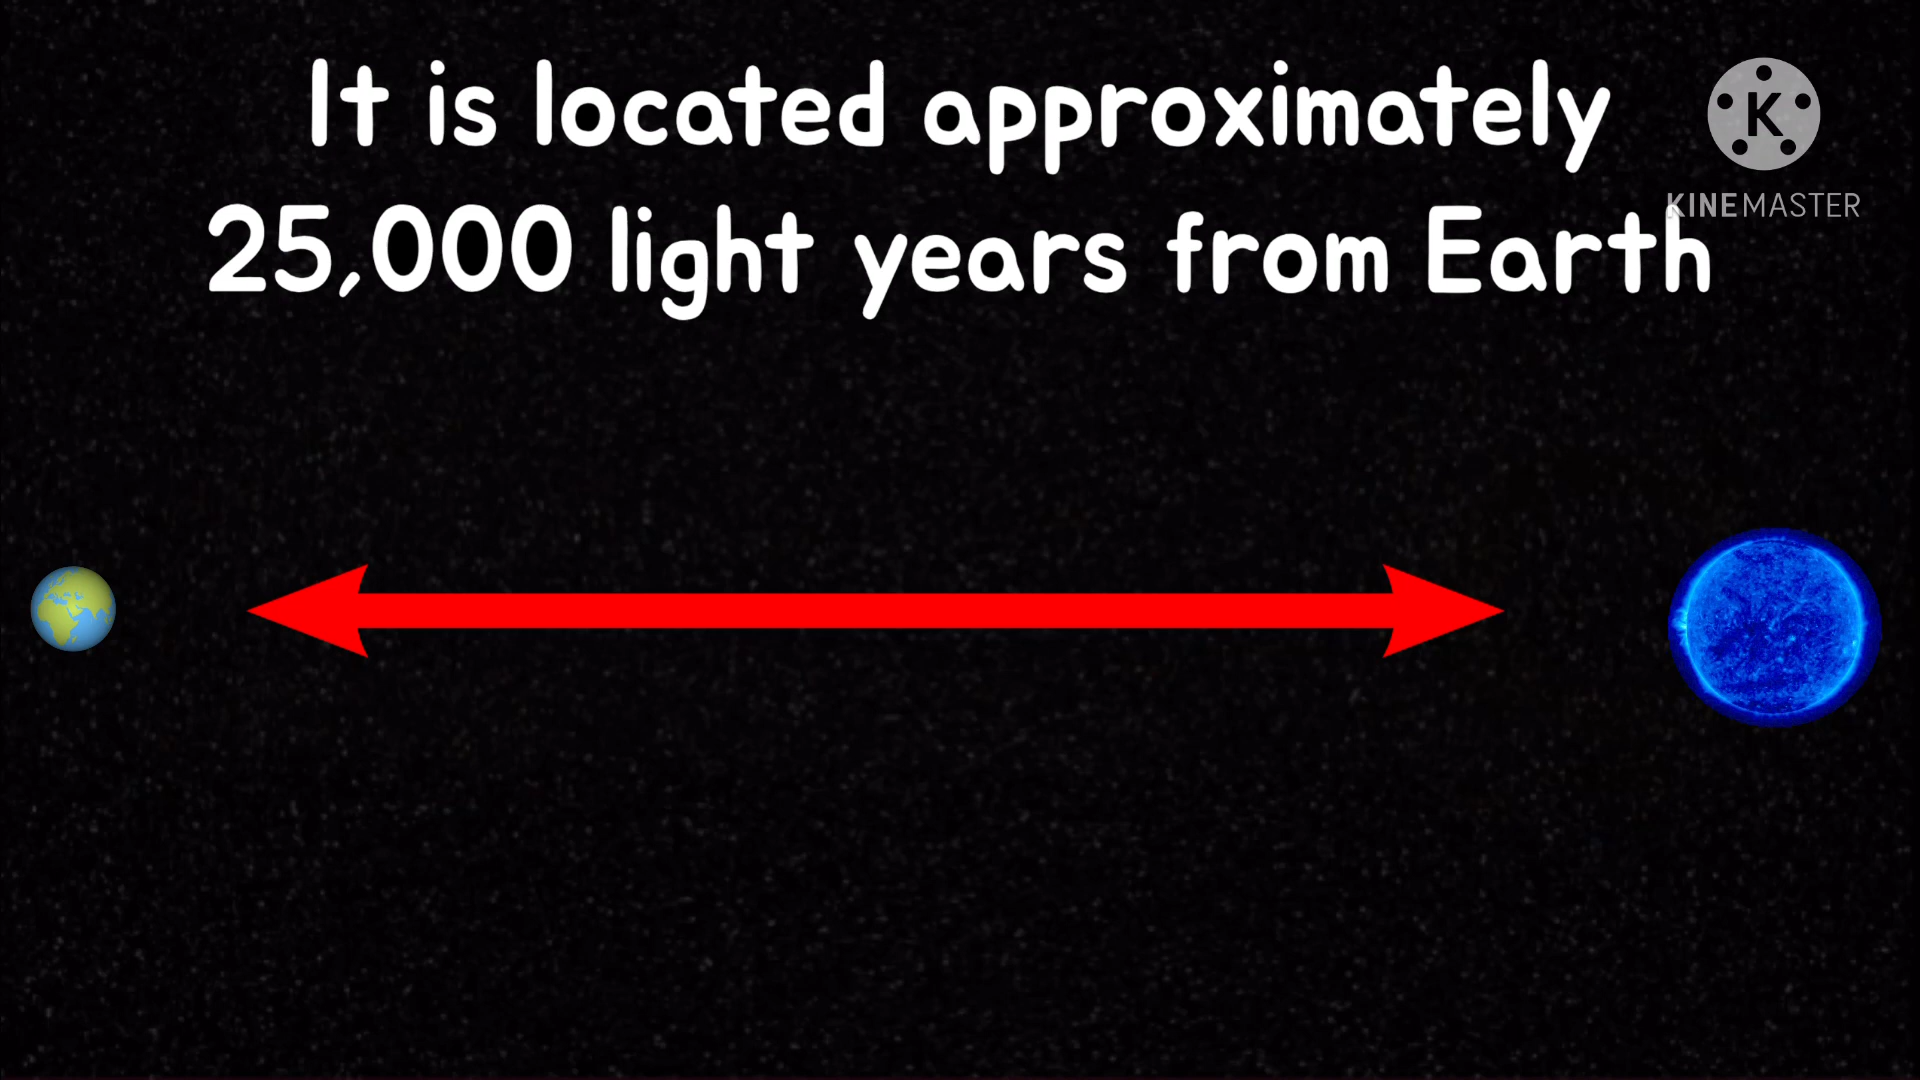 It is located approximately
25,000 light years from Earth
K
KINEMASTER